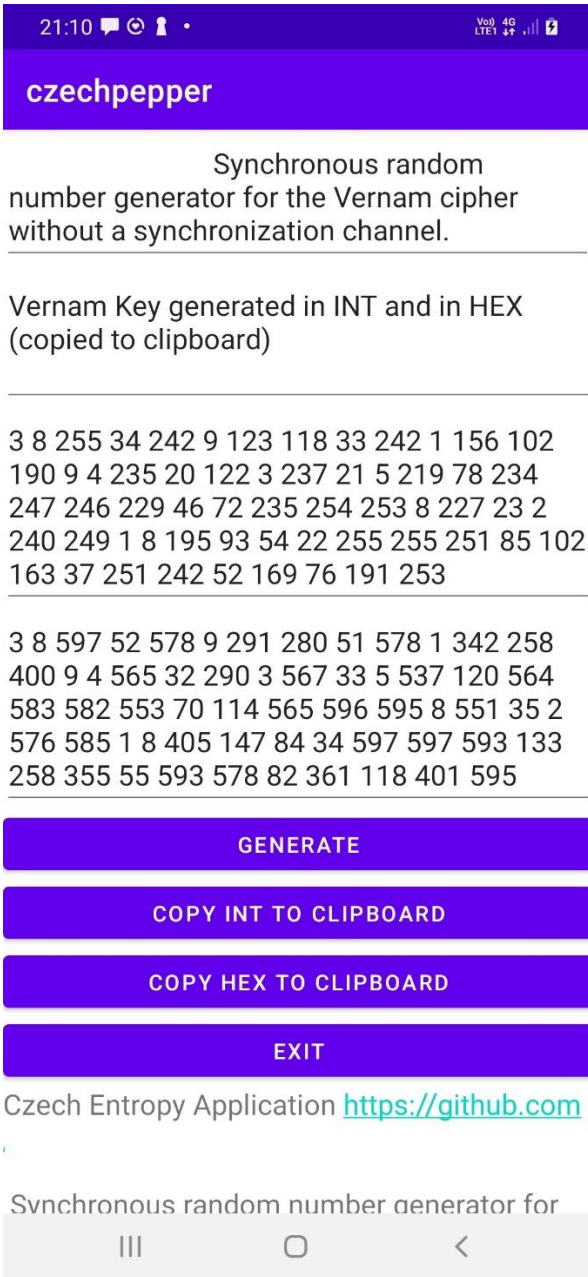 21:10
Voo) 4G
LTE1
czechpepper
Synchronous random
number generator for the Vernam cipher
without a synchronization channel.
Vernam Key generated in INT and in HEX
(copied to clipboard)
3 8 255 34 242 9 123 118 33 242 1 156 102
190 9 4 235 20 122 3 237 21 5 219 78 234
247 246 229 46 72 235 254 253 8 227 23 2
240 249 1 8 195 93 54 22 255 255 251 85 102
163 37 251 242 52 169 76 191 253
3 8 597 52 578 9 291 280 51 578 1 342 258
400 9 4 565 32 290 3 567 33 5 537 120 564
583 582 553 70 114 565 596 595 8 551 35 2
576 585 1 8 405 147 84 34 597 597 593 133
258 355 55 593 578 82 361 118 401 595
GENERATE
COPY INT TO CLIPBOARD
COPY HEX TO CLIPBOARD
EXIT
Czech Entropy Application https://github.com
Synchronous random number generator for